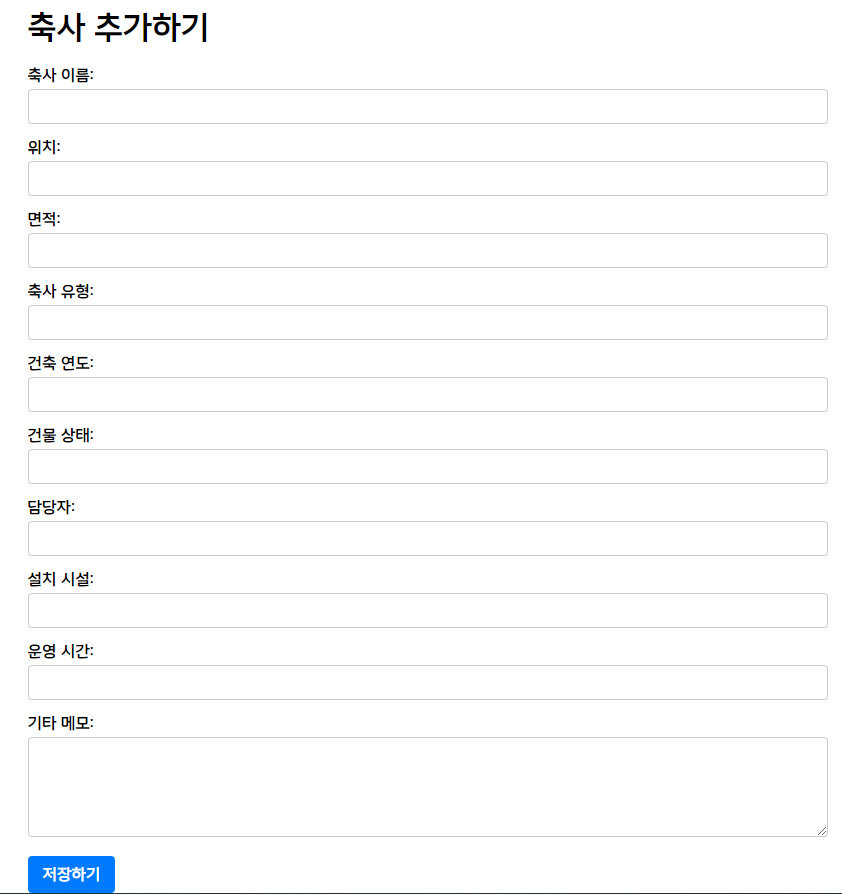 축사 추가하기
축사 이름:
위치:
면적:
축사 유형:
건축 연도:
건물 상태:
담당자:
설치 시설:
운영 시간:
기타 메모:
저장하기